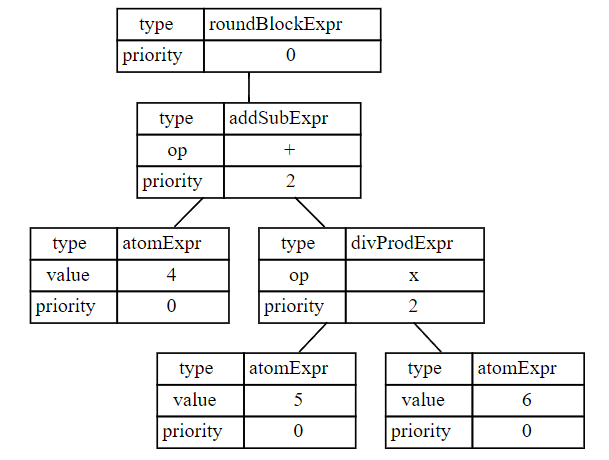 type roundBlockExpr
priority 0
type addSubExpr
op +
priority 2
type atomExpr
value 4
priority 0
type divProdExpr
op x
priority 2
type atomExpr
value 5
priority 0
type atomExpr
value 6
priority 0